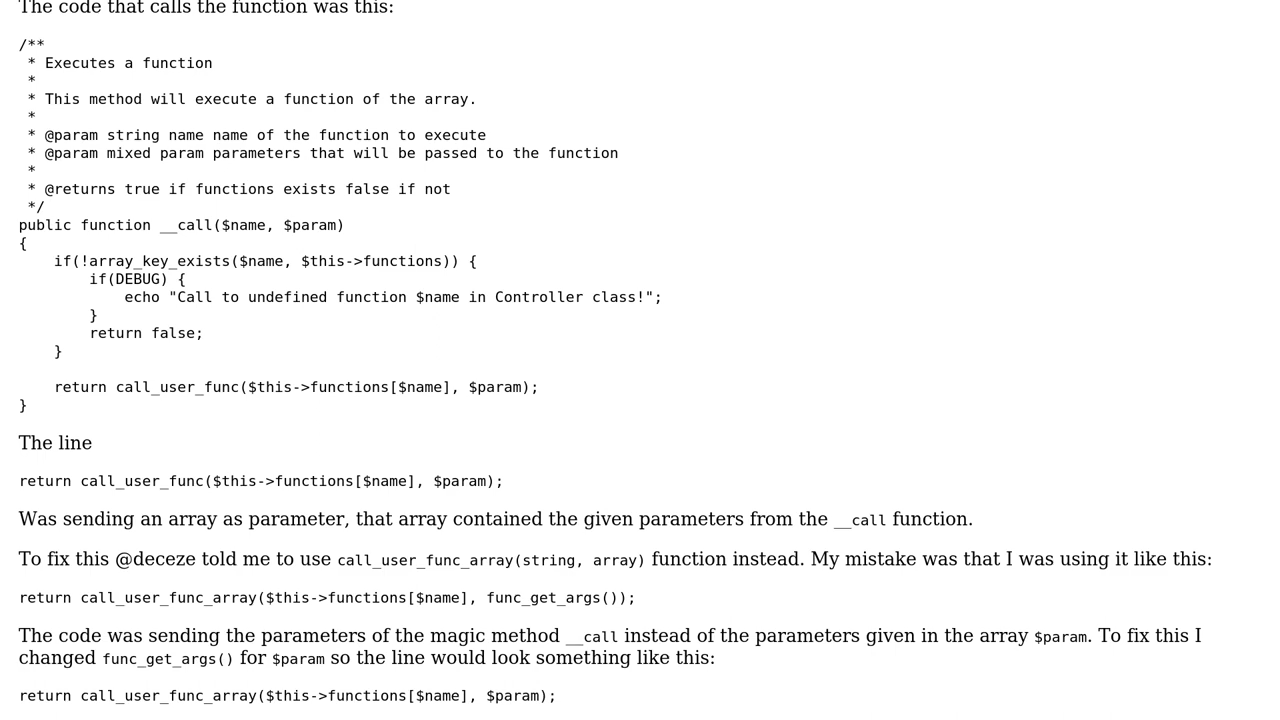 The code that calls the function was this:
/**
 * Executes a function
 *
 * This method will execute a function of the array.
 *
 * @param string name name of the function to execute
 * @param mixed param parameters that will be passed to the function
 *
 * @returns true if functions exists false if not
 */
public function __call($name, $param)
{
    if(!array_key_exists($name, $this->functions)) {
        if(DEBUG) {
            echo "Call to undefined function $name in Controller class!";
        }
        return false;
    }

    return call_user_func($this->functions[$name], $param);
}
The line
return call_user_func($this->functions[$name], $param);
Was sending an array as parameter, that array contained the given parameters from the __call function.
To fix this @deceze told me to use call_user_func_array(string, array) function instead. My mistake was that I was using it like this:
return call_user_func_array($this->functions[$name], func_get_args());
The code was sending the parameters of the magic method __call instead of the parameters given in the array $param. To fix this I
changed func_get_args() for $param so the line would look something like this:
return call_user_func_array($this->functions[$name], $param);